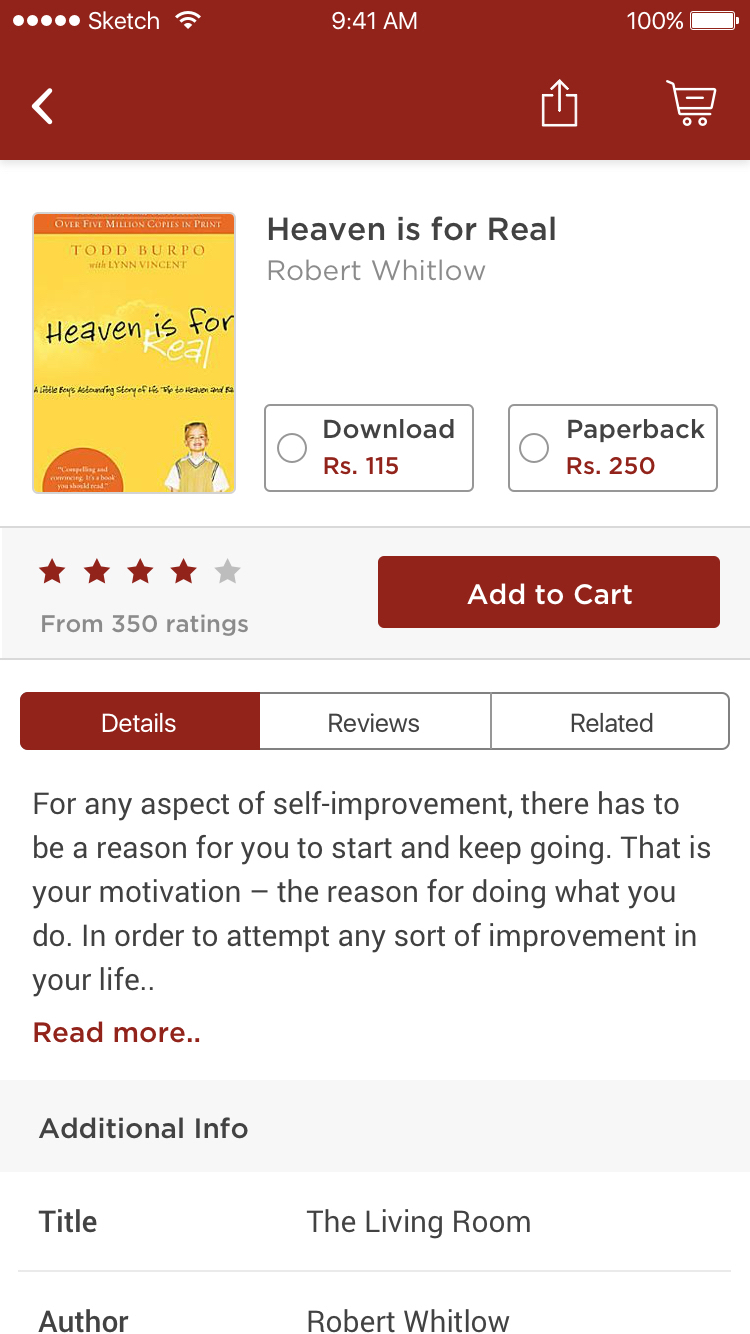 Sketch 9:41 AM 100%
OVER FIVE MILLION COPIES IN PRINT
TODD BURPO
with LYNN VINCENT
Heaven is for
Real
A Little Boy's Astounding Story of His Trip to Heaven and Ba
"Compelling and
convincing. It's a book
you should read."
Heaven is for Real
Robert Whitlow
Download
Rs. 115
Paperback
Rs. 250
From 350 ratings
Add to Cart
Details Reviews Related
For any aspect of self-improvement, there has to
be a reason for you to start and keep going. That is
your motivation – the reason for doing what you
do. In order to attempt any sort of improvement in
your life..
Read more..
Additional Info
Title The Living Room
Author Robert Whitlow